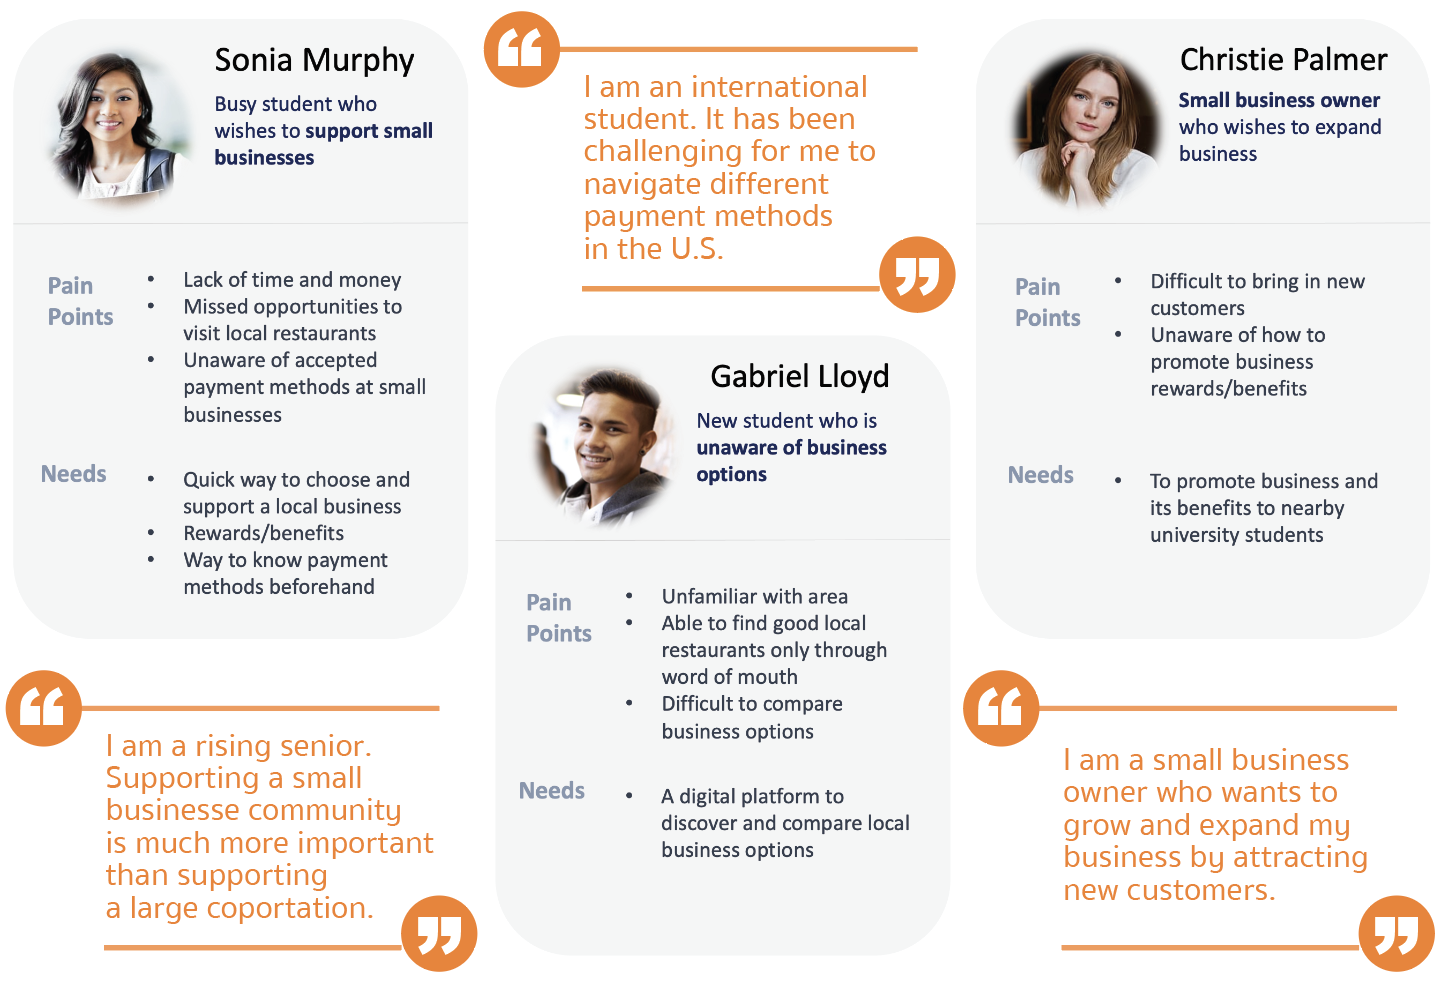 Sonia Murphy
Busy student who
wishes to support small
businesses
Pain
Points
• Lack of time and money
• Missed opportunities to
visit local restaurants
• Unaware of accepted
payment methods at small
businesses
Needs
• Quick way to choose and
support a local business
• Rewards/benefits
• Way to know payment
methods beforehand
“
I am a rising senior.
Supporting a small
businesse community
is much more important
than supporting
a large coportation.
”
“
I am an international
student. It has been
challenging for me to
navigate different
payment methods
in the U.S.
”
Gabriel Lloyd
New student who is
unaware of business
options
Pain
Points
• Unfamiliar with area
• Able to find good local
restaurants only through
word of mouth
• Difficult to compare
business options
Needs
• A digital platform to
discover and compare local
business options
Christie Palmer
Small business owner
who wishes to expand
business
Pain
Points
• Difficult to bring in new
customers
• Unaware of how to
promote business
rewards/benefits
Needs
• To promote business and
its benefits to nearby
university students
“
I am a small business
owner who wants to
grow and expand my
business by attracting
new customers.
”